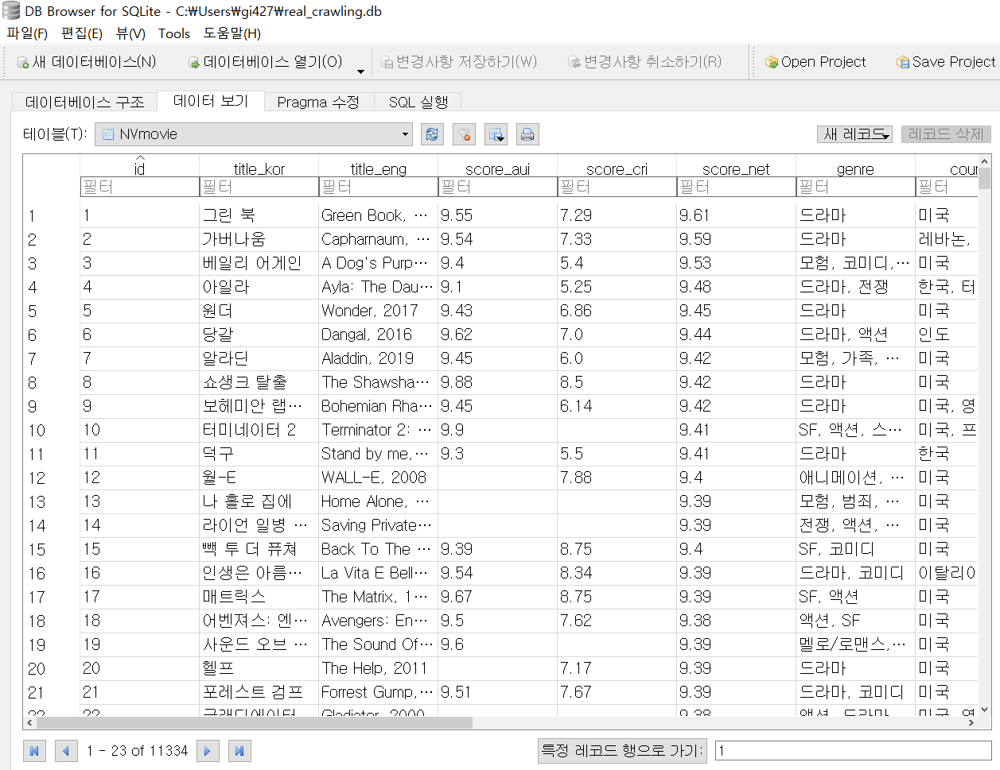 DB Browser for SQLite - C:₩Users₩gi427₩real_crawling.db
파일(F) 편집(E) 뷰(V) Tools 도움말(H)
새 데이터베이스(N) 데이터베이스 열기(O) 변경사항 저장하기(W) 변경사항 취소하기(R) Open Project Save Project
데이터베이스 구조 데이터 보기 Pragma 수정 SQL 실행
테이블(T): NVmovie 새 레코드 레코드 삭제
id title_kor title_eng score_aui score_cri score_net genre cour
필터 필터 필터 필터 필터 필터 필터 필터
1 1 그린 북 Green Book, ⋯ 9.55 7.29 9.61 드라마 미국
2 2 가버나움 Capharnaum, ⋯ 9.54 7.33 9.59 드라마 레바논,
3 3 베일리 어게인 A Dog's Purp⋯ 9.4 5.4 9.53 모험, 코미디,⋯ 미국
4 4 아일라 Ayla: The Dau⋯ 9.1 5.25 9.48 드라마, 전쟁 한국, 터
5 5 원더 Wonder, 2017 9.43 6.86 9.45 드라마 미국
6 6 당갈 Dangal, 2016 9.62 7.0 9.44 드라마, 액션 인도
7 7 알라딘 Aladdin, 2019 9.45 6.0 9.42 모험, 가족, ⋯ 미국
8 8 쇼생크 탈출 The Shawsha⋯ 9.88 8.5 9.42 드라마 미국
9 9 보헤미안 랩⋯ Bohemian Rha⋯ 9.45 6.14 9.42 드라마 미국, 영
10 10 터미네이터 2 Terminator 2: ⋯ 9.9 9.41 SF, 액션, 스⋯ 미국, 프
11 11 덕구 Stand by me,⋯ 9.3 5.5 9.41 드라마 한국
12 12 월-E WALL-E, 2008 7.88 9.4 애니메이션, ⋯ 미국
13 13 나 홀로 집에 Home Alone, ⋯ 9.39 모험, 범죄, ⋯ 미국
14 14 라이언 일병 ⋯ Saving Private⋯ 9.39 전쟁, 액션, ⋯ 미국
15 15 빽 투 더 퓨쳐 Back To The ⋯ 9.39 8.75 9.4 SF, 코미디 미국
16 16 인생은 아름⋯ La Vita E Bell⋯ 9.54 8.34 9.39 드라마, 코미디 이탈리아
17 17 매트릭스 The Matrix, 1⋯ 9.67 8.75 9.39 SF, 액션 미국
18 18 어벤져스: 엔⋯ Avengers: En⋯ 9.5 7.62 9.38 액션, SF 미국
19 19 사운드 오브 ⋯ The Sound Of⋯ 9.6 9.39 멜로/로맨스,⋯ 미국
20 20 헬프 The Help, 2011 7.17 9.39 드라마 미국
21 21 포레스트 검프 Forrest Gump,⋯ 9.51 7.67 9.39 드라마, 코미디 미국
22 22 글래디에이터 Gladiator, 2000 9.38 액션, 드라마 미국, 영
1 - 23 of 11334 특정 레코드 행으로 가기: 1